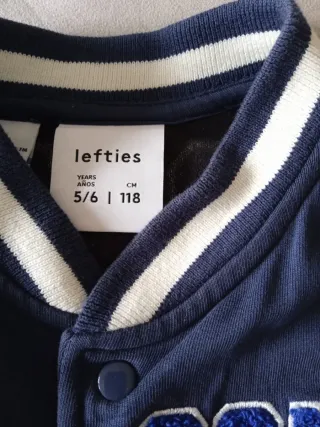 lefties
YEARS
AÑOS
CM
5/6 | 118